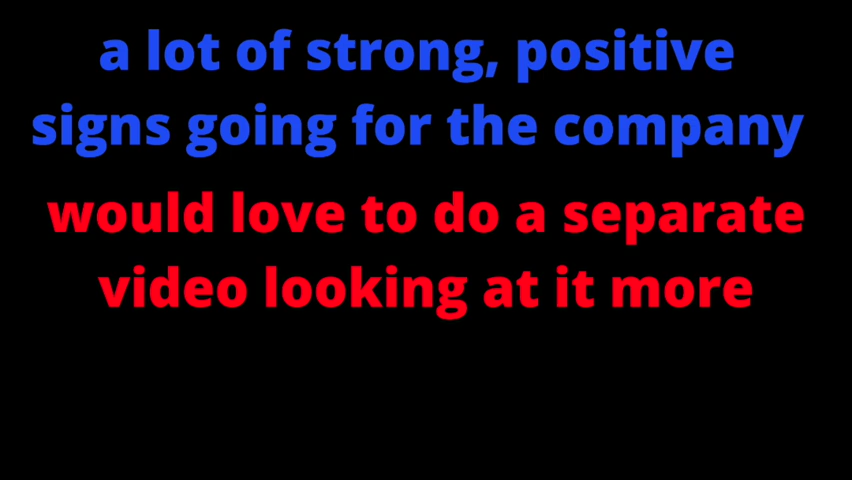 a lot of strong, positive
signs going for the company
would love to do a separate
video looking at it more